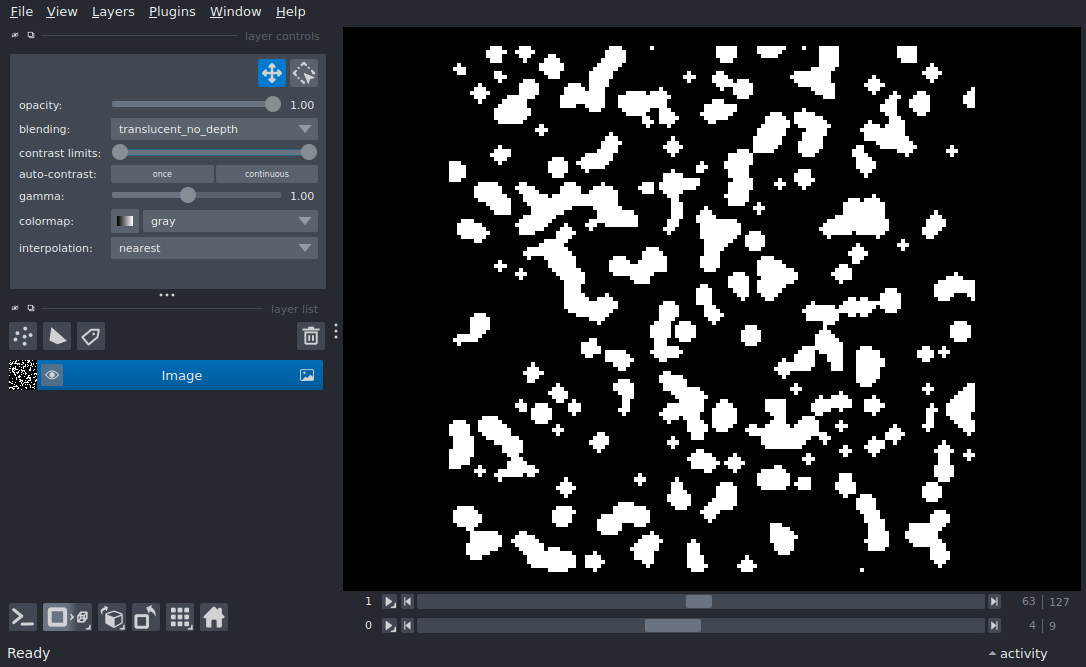 File View Layers Plugins Window Help
layer controls
opacity: 1.00
blending: translucent_no_depth
contrast limits:
auto-contrast: once continuous
gamma: 1.00
colormap: gray
interpolation: nearest
layer list
Image
1 63 127
0 4 9
Ready activity